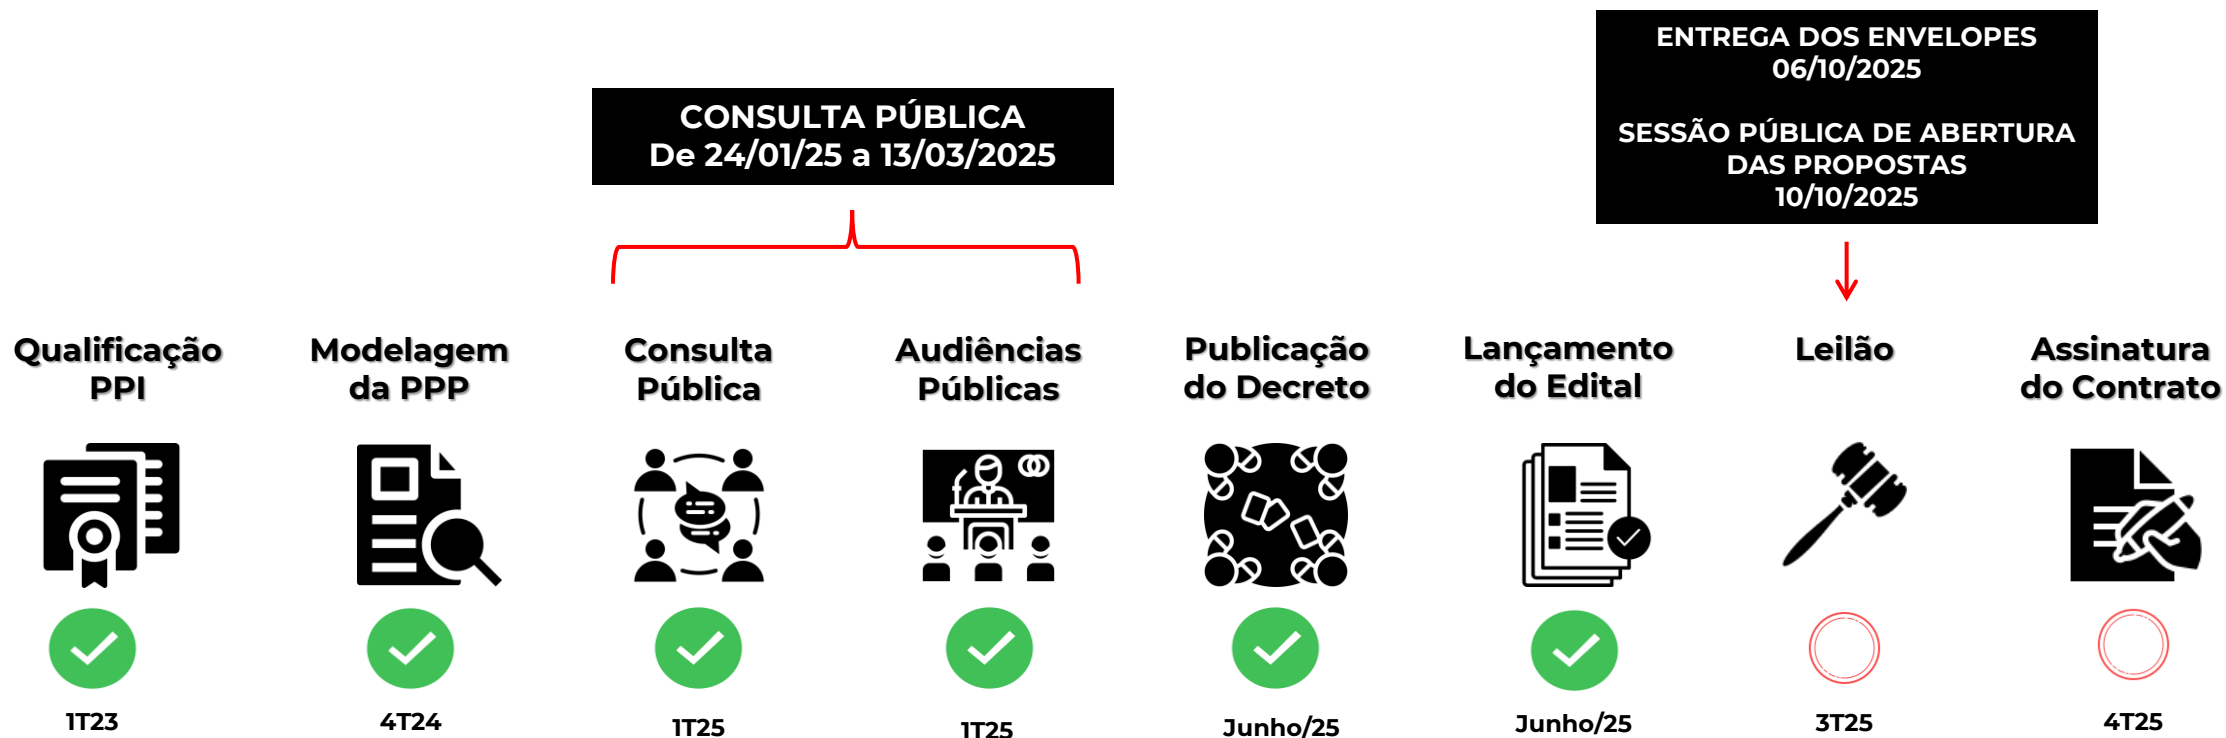 ENTREGA DOS ENVELOPES
06/10/2025
SESSÃO PÚBLICA DE ABERTURA
DAS PROPOSTAS
10/10/2025
CONSULTA PÚBLICA
De 24/01/25 a 13/03/2025
Qualificação
PPI
Modelagem
da PPP
Consulta
Pública
Audiências
Públicas
Publicação
do Decreto
Lançamento
do Edital
Leilão
Assinatura
do Contrato
1T23
4T24
1T25
1T25
Junho/25
Junho/25
3T25
4T25